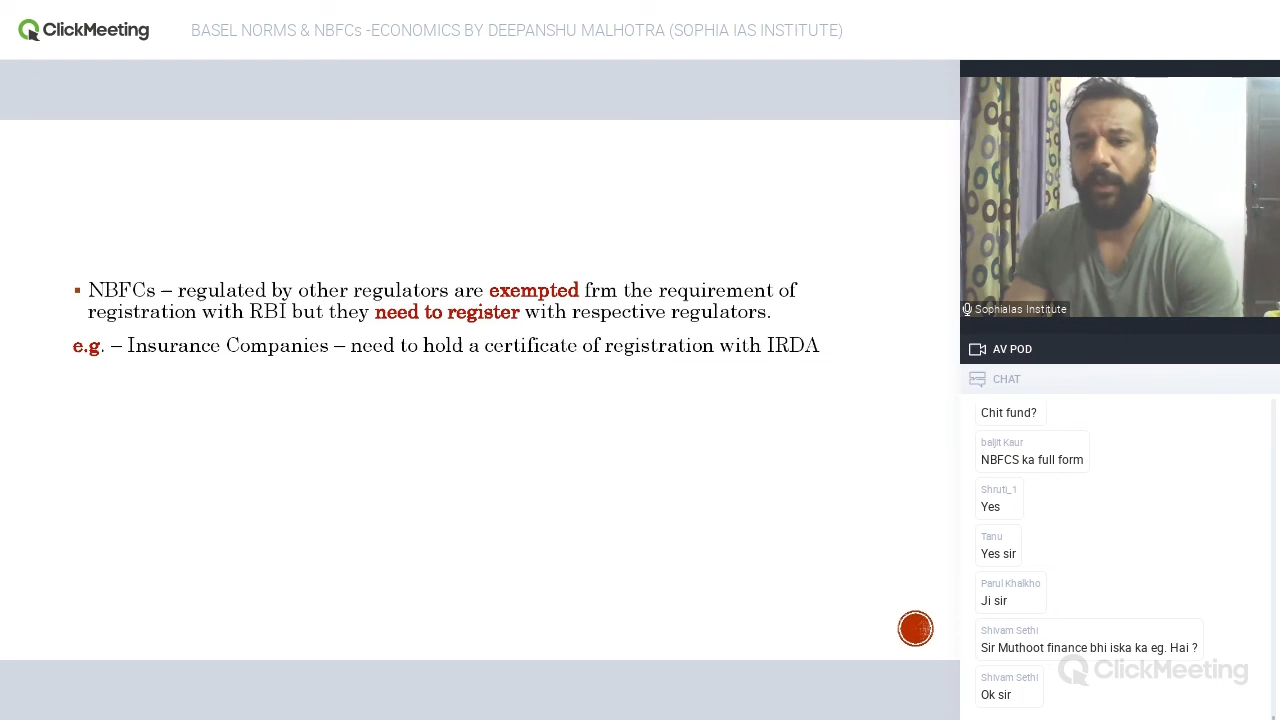 ClickMeeting
BASEL NORMS & NBFCs -ECONOMICS BY DEEPANSHU MALHOTRA (SOPHIA IAS INSTITUTE)
NBFCs – regulated by other regulators are exempted frm the requirement of
registration with RBI but they need to register with respective regulators.
e.g. – Insurance Companies – need to hold a certificate of registration with IRDA
SophiaIas Institute
AV POD
CHAT
Chit fund?
baljit Kaur
NBFCS ka full form
Shruti_1
Yes
Tanu
Yes sir
Parul Khalkho
Ji sir
Shivam Sethi
Sir Muthoot finance bhi iska ka eg. Hai ?
ClickMeeting
Shivam Sethi
Ok sir